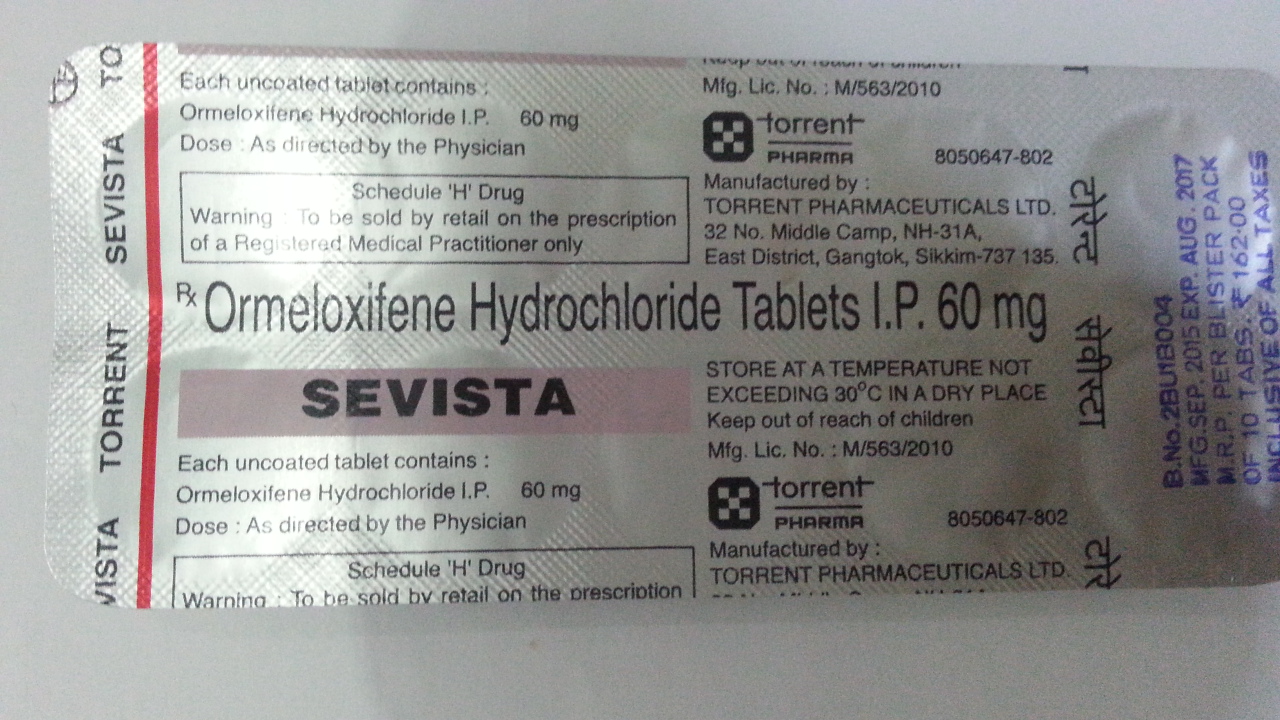 TO
SEVISTA
TORRENT
VISTA
Each uncoated tablet contains :
Ormeloxifene Hydrochloride I.P. 60 mg
Dose : As directed by the Physician
Schedule 'H' Drug
Warning : To be sold by retail on the prescription
of a Registered Medical Practitioner only
Keep out of reach of children
Mfg. Lic. No. : M/563/2010
torrent
PHARMA
8050647-802
Manufactured by :
TORRENT PHARMACEUTICALS LTD.
32 No. Middle Camp, NH-31A,
East District, Gangtok, Sikkim-737 135.
Rx Ormeloxifene Hydrochloride Tablets I.P. 60 mg
SEVISTA
Each uncoated tablet contains :
Ormeloxifene Hydrochloride I.P. 60 mg
Dose : As directed by the Physician
Schedule 'H' Drug
Warning : To be sold by retail on the prescription
STORE AT A TEMPERATURE NOT
EXCEEDING 30°C IN A DRY PLACE
Keep out of reach of children
Mfg. Lic. No. : M/563/2010
torrent
PHARMA
8050647-802
Manufactured by :
TORRENT PHARMACEUTICALS LTD.
टोरेन्ट
सेवीस्टा
टोरे
B.No.2BU1B004
MFG.SEP. 2015 EXP. AUG. 2017
M.R.P. PER BLISTER PACK
OF 10 TABS. ₹ 162:00
INCLUSIVE OF ALL TAXES